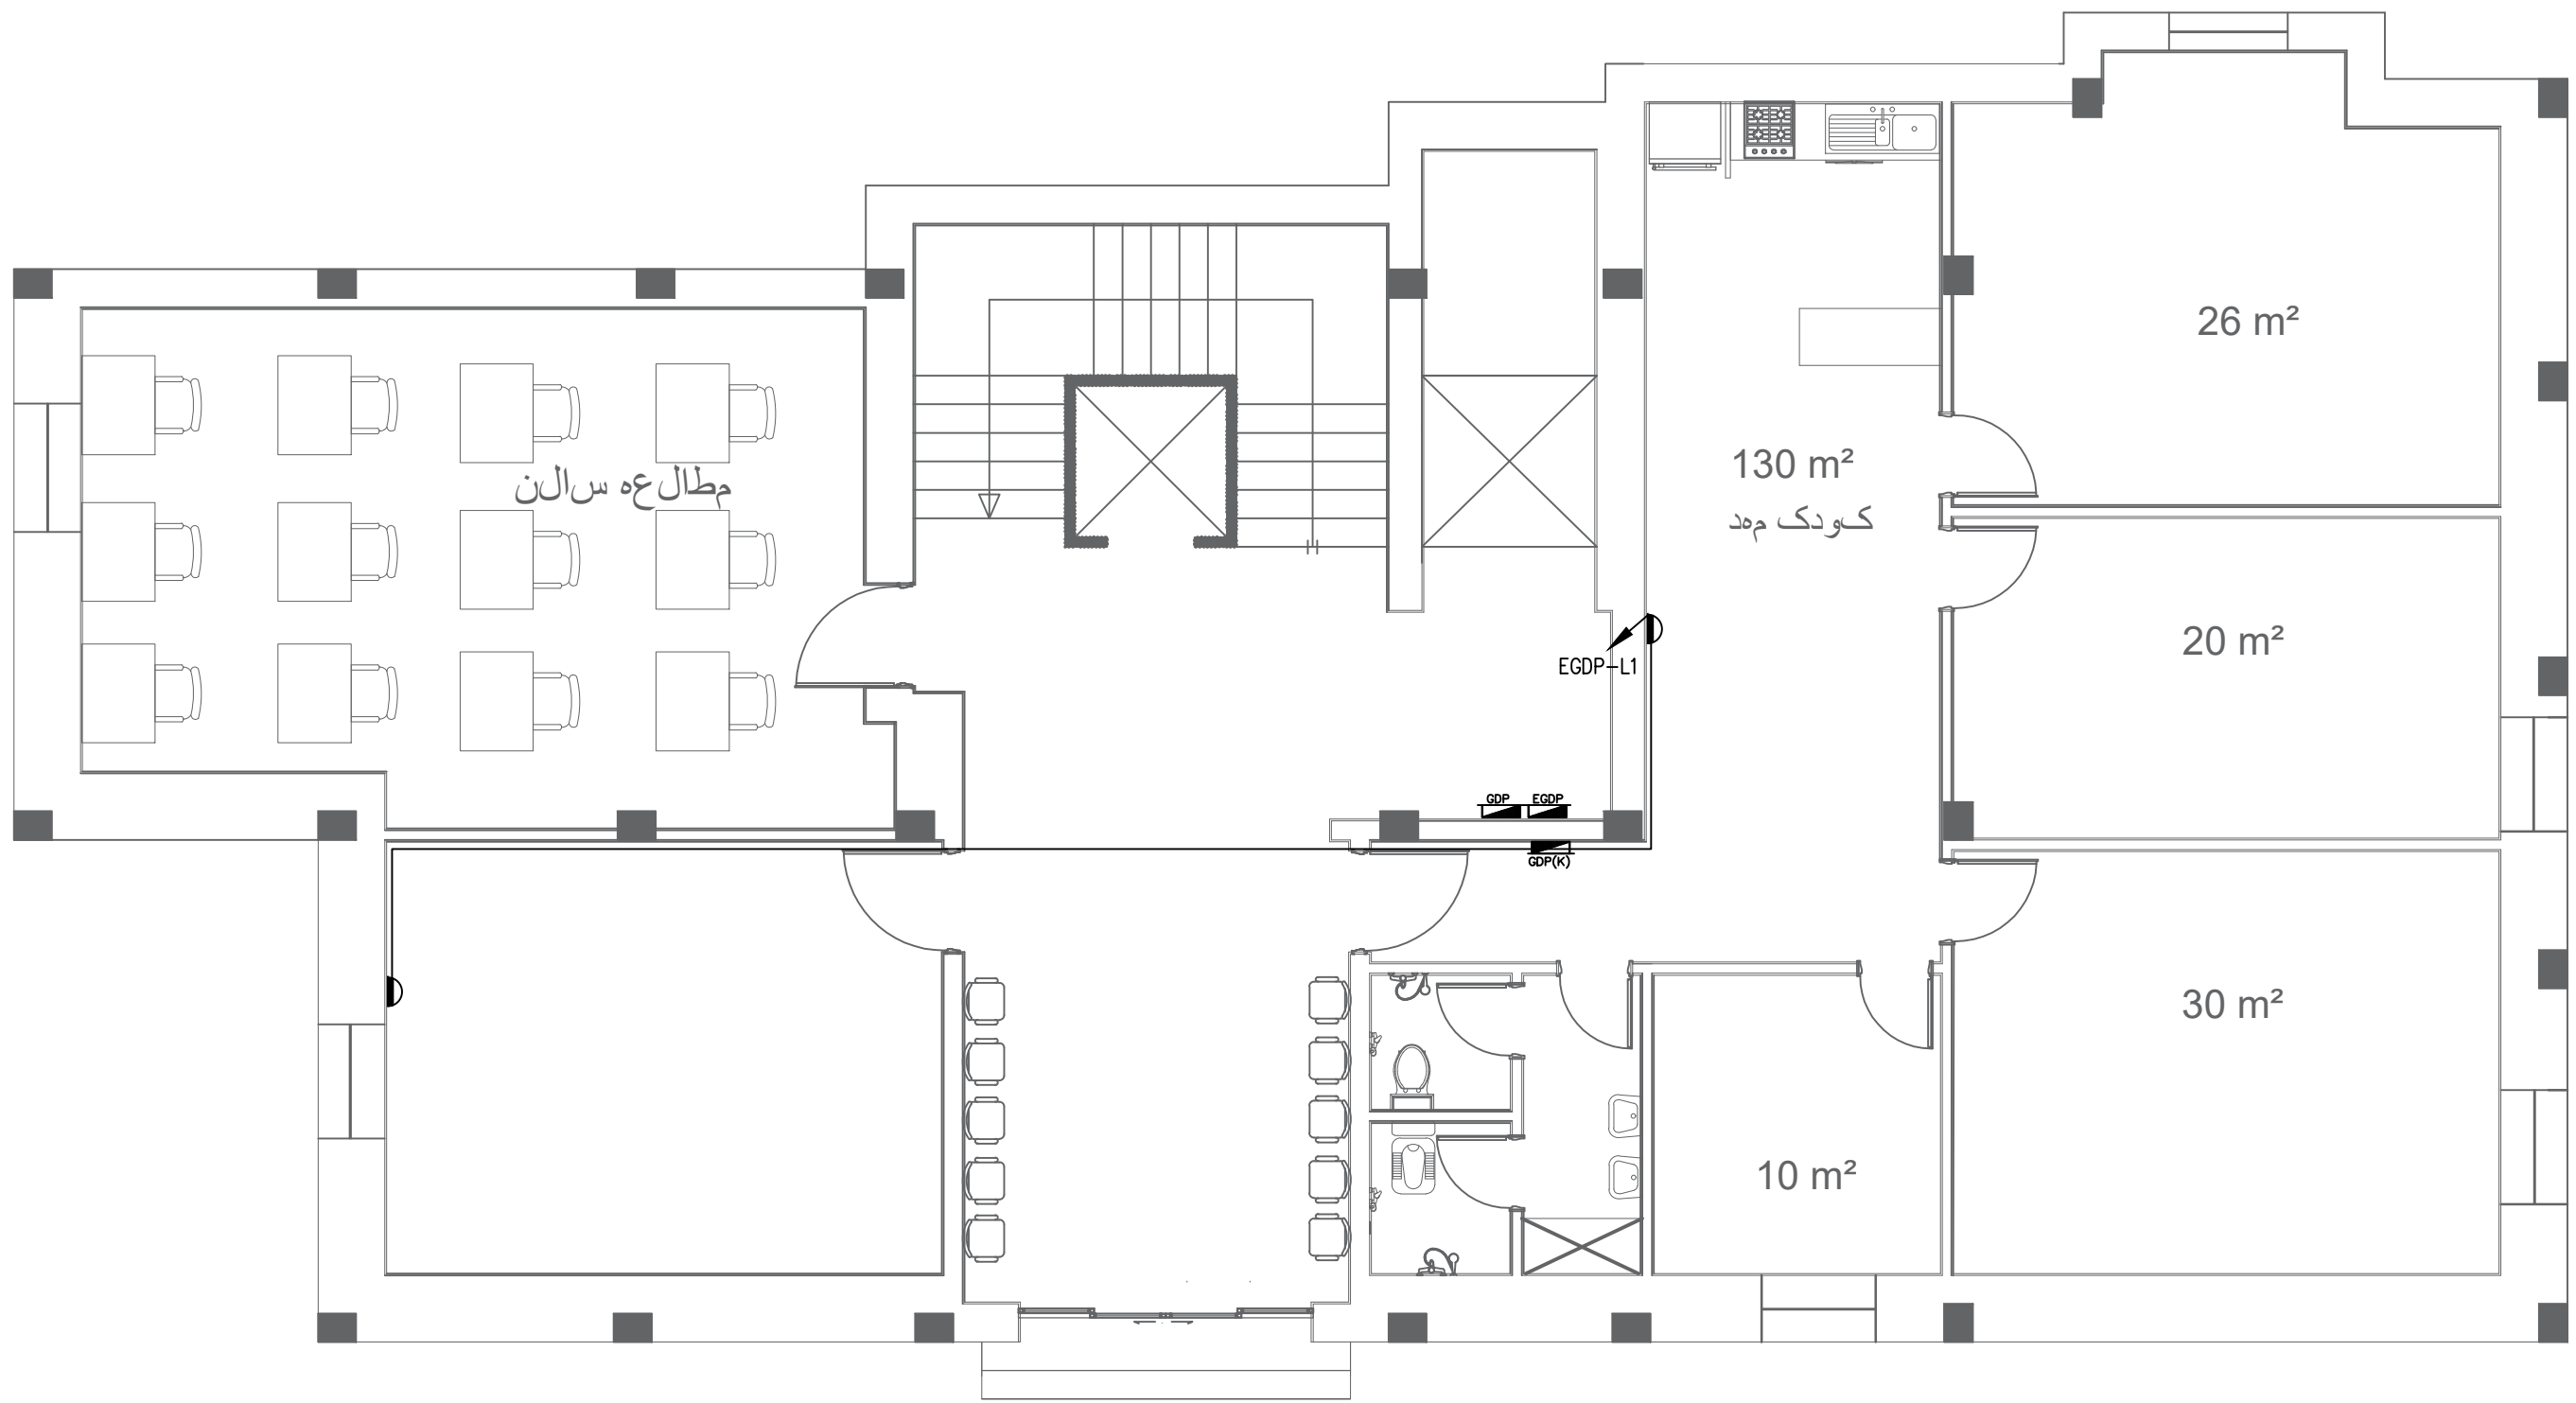 26 m²
130 m²
کودک مهد
مطالعه سالن
20 m²
EGDP-L1
GDP
EGDP
GDP(K)
30 m²
10 m²